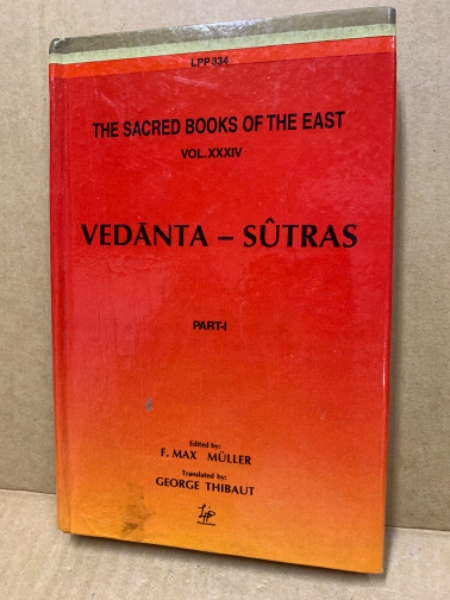 LPP 334
THE SACRED BOOKS OF THE EAST
VOL. XXXIV
VEDĀNTA – SÛTRAS
PART-I
Edited by:
F. MAX MÜLLER
Translated by:
GEORGE THIBAUT
LPP